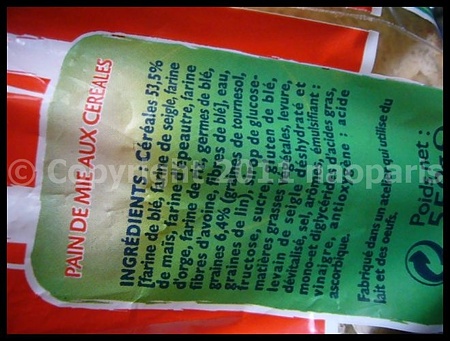 PAIN DE MIE AUX CEREALES
INGRÉDIENTS : Céréales 53,5%
[farine de blé, farine de seigle, farine
de maïs, farine d'épeautre, farine
d'orge, farine de germes de blé,
fibres d'avoine, fibres de blé], eau,
graines 6,4% (graines de tournesol,
graines de lin), sirop de glucose-
fructose, sucre, gluten de blé,
matières grasses végétales, levure,
levain de seigle déshydraté et
dévitalisé, sel, arômes, émulsifiant :
mono- et diglycérides d'acides gras,
vinaigre, antioxygène : acide
ascorbique.
Fabriqué dans un atelier qui utilise du
lait et des oeufs.
Poids net :
© Copyright 2011 naoparis